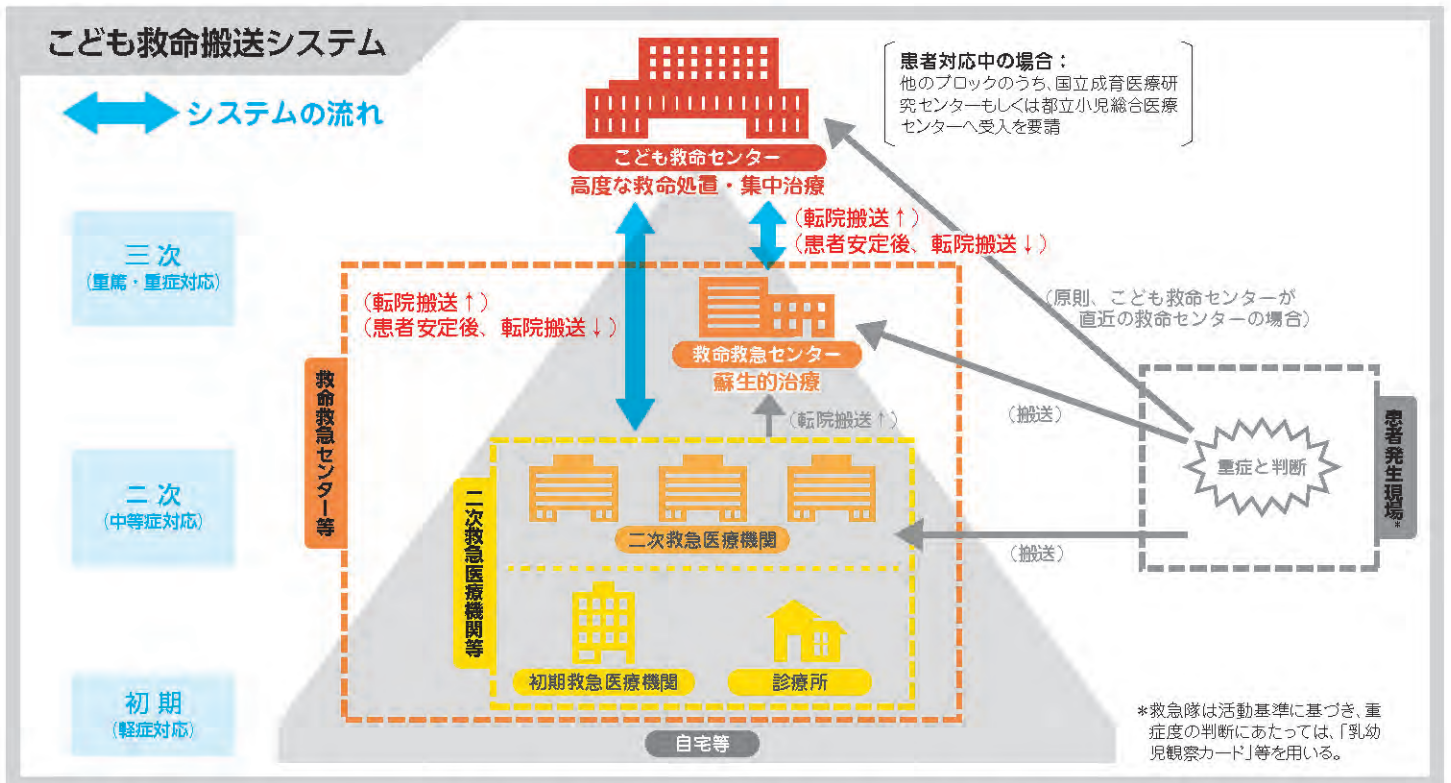 こども救命搬送システム
システムの流れ
患者対応中の場合：
他のブロックのうち、国立成育医療研
究センターもしくは都立小児総合医療
センターへ受入を要請
こども救命センター
高度な救命処置・集中治療
（転院搬送↑）
（患者安定後、転院搬送↓）
三次
（重篤・重症対応）
（転院搬送↑）
（患者安定後、転院搬送↓）
（原則、こども救命センターが
直近の救命センターの場合）
救命救急センター
蘇生的治療
救命救急センター等
（転院搬送↑）
（搬送）
患者発生現場*
重症と判断
二次
（中等症対応）
二次救急医療機関等
二次救急医療機関
（搬送）
初期救急医療機関
診療所
初期
（軽症対応）
自宅等
*救急隊は活動基準に基づき、重
症度の判断にあたっては、「乳幼
児観察カード」等を用いる。